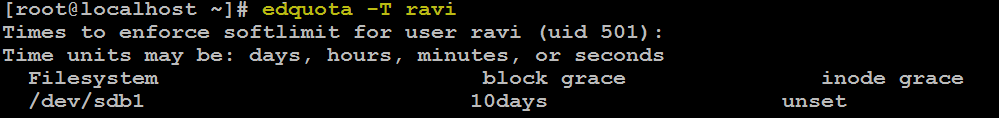 [root@localhost ~]# edquota -T ravi
Times to enforce softlimit for user ravi (uid 501):
Time units may be: days, hours, minutes, or seconds
Filesystem block grace inode grace
/dev/sdb1 10days unset